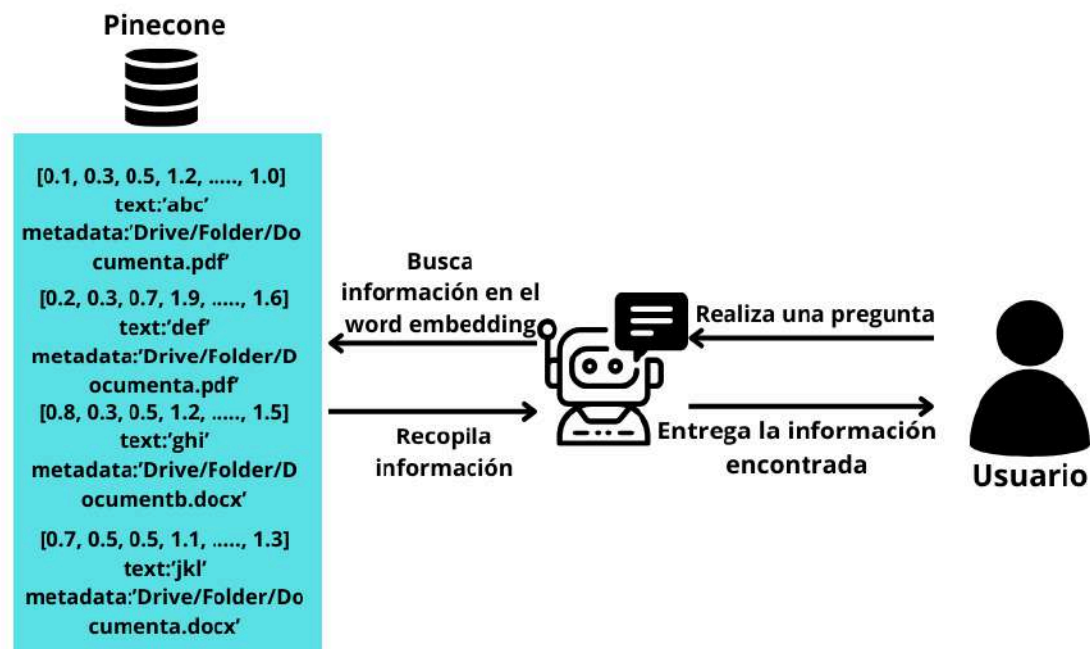 Pinecone
[0.1, 0.3, 0.5, 1.2, ....., 1.0]
text:'abc'
metadata:'Drive/Folder/Do
cumenta.pdf'
[0.2, 0.3, 0.7, 1.9, ....., 1.6]
text:'def'
metadata:'Drive/Folder/D
ocumenta.pdf'
[0.8, 0.3, 0.5, 1.2, ....., 1.5]
text:'ghi'
metadata:'Drive/Folder/D
ocumentb.docx'
[0.7, 0.5, 0.5, 1.1, ....., 1.3]
text:'jkl'
metadata:'Drive/Folder/Do
cumenta.docx'
Busca
información en el
word embedding
Recopila
información
Realiza una pregunta
Entrega la información
encontrada
Usuario